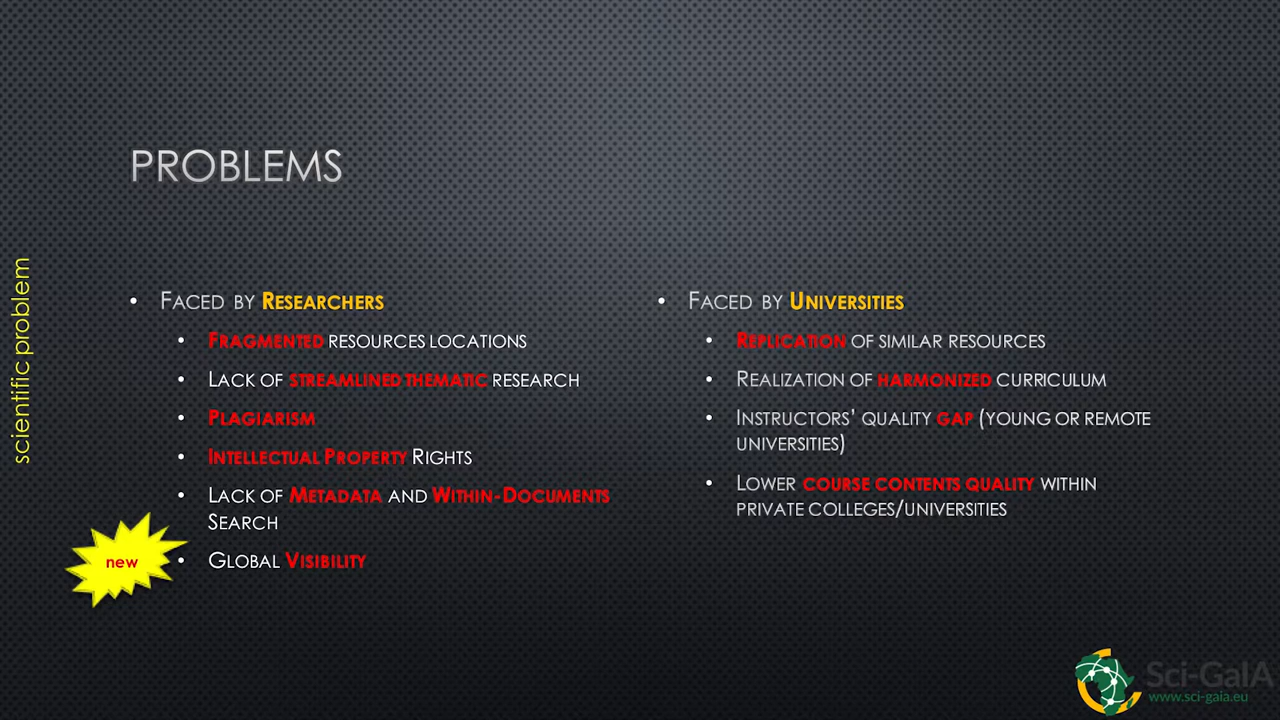 PROBLEMS
scientific problem
• FACED BY RESEARCHERS
• FRAGMENTED RESOURCES LOCATIONS
• LACK OF STREAMLINED THEMATIC RESEARCH
• PLAGIARISM
• INTELLECTUAL PROPERTY RIGHTS
• LACK OF METADATA AND WITHIN-DOCUMENTS
SEARCH
new
• GLOBAL VISIBILITY
• FACED BY UNIVERSITIES
• REPLICATION OF SIMILAR RESOURCES
• REALIZATION OF HARMONIZED CURRICULUM
• INSTRUCTORS’ QUALITY GAP (YOUNG OR REMOTE
UNIVERSITIES)
• LOWER COURSE CONTENTS QUALITY WITHIN
PRIVATE COLLEGES/UNIVERSITIES
Sci-GaIA
www.sci-gaia.eu